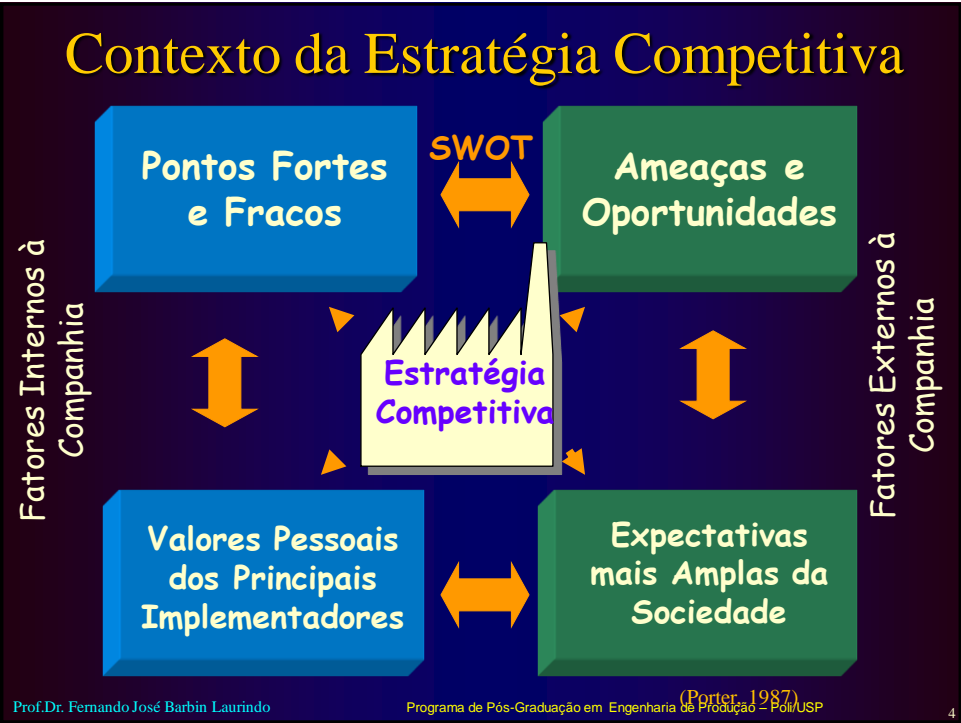 Contexto da Estratégia Competitiva
Pontos Fortes
e Fracos
SWOT
Ameaças e
Oportunidades
Fatores Internos à
Companhia
Estratégia
Competitiva
Fatores Externos à
Companhia
Valores Pessoais
dos Principais
Implementadores
Expectativas
mais Amplas da
Sociedade
(Porter, 1987)
Prof.Dr. Fernando José Barbin Laurindo
Programa de Pós-Graduação em Engenharia de Produção – Poli/USP
4